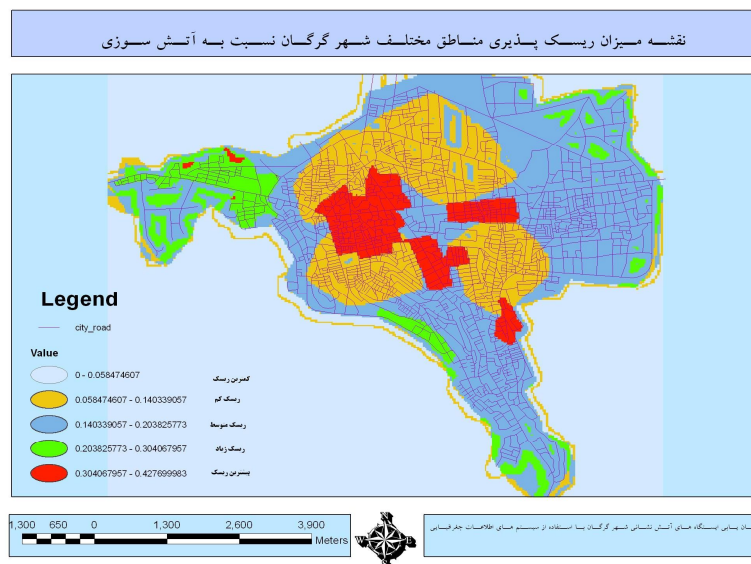 نقشه میزان ریسک پذیری مناطق مختلف شهر گرگان نسبت به آتش سوزی
Legend
city_road
Value
0 - 0.058474607 کمترین ریسک
0.058474607 - 0.140339057 ریسک کم
0.140339057 - 0.203825773 ریسک متوسط
0.203825773 - 0.304067957 ریسک زیاد
0.304067957 - 0.427699983 بیشترین ریسک
1,300 650 0 1,300 2,600 3,900
Meters
N
W E
S
ان یابی ایستگاه های آتش نشانی شهر گرگان با استفاده از سیستم های اطلاعات جغرافیایی